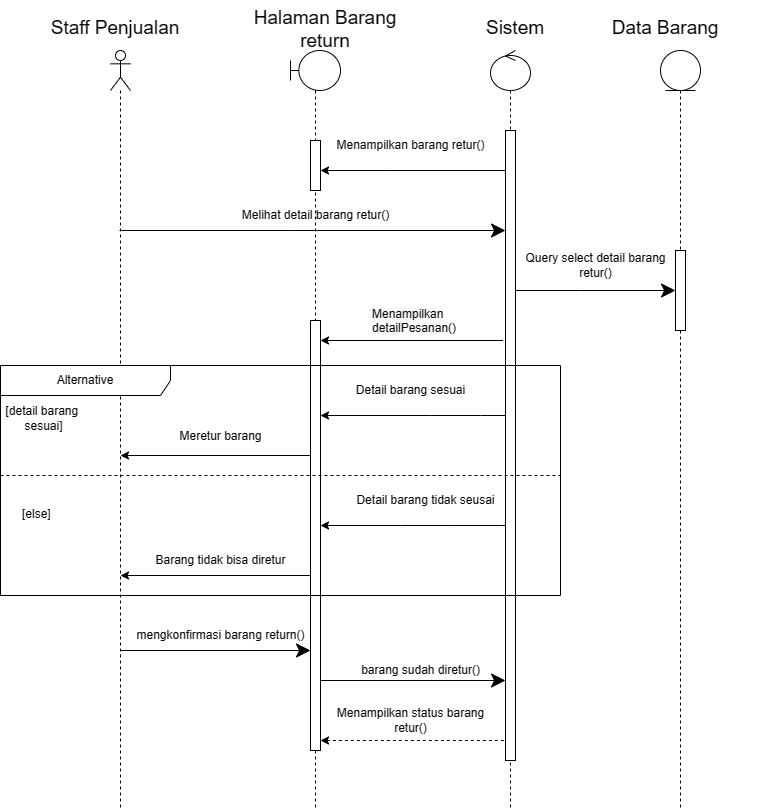 Staff Penjualan
Halaman Barang
return
Sistem
Data Barang
Menampilkan barang retur()
Melihat detail barang retur()
Query select detail barang
retur()
Menampilkan
detailPesanan()
Alternative
[detail barang
sesuai]
Detail barang sesuai
Meretur barang
[else]
Detail barang tidak seusai
Barang tidak bisa diretur
mengkonfirmasi barang return()
barang sudah diretur()
Menampilkan status barang
retur()